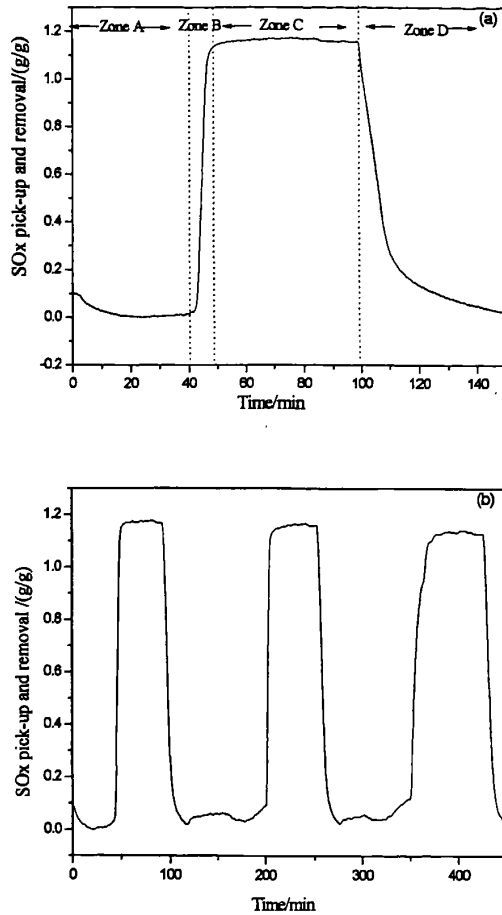 (a)
Zone A Zone B Zone C Zone D
SOx pick-up and removal/(g/g)
1.2
1.0
0.8
0.6
0.4
0.2
0.0
-0.2
0 20 40 60 80 100 120 140
Time/min
(b)
SOx pick-up and removal /(g/g)
1.2
1.0
0.8
0.6
0.4
0.2
0.0
0 100 200 300 400
Time/min